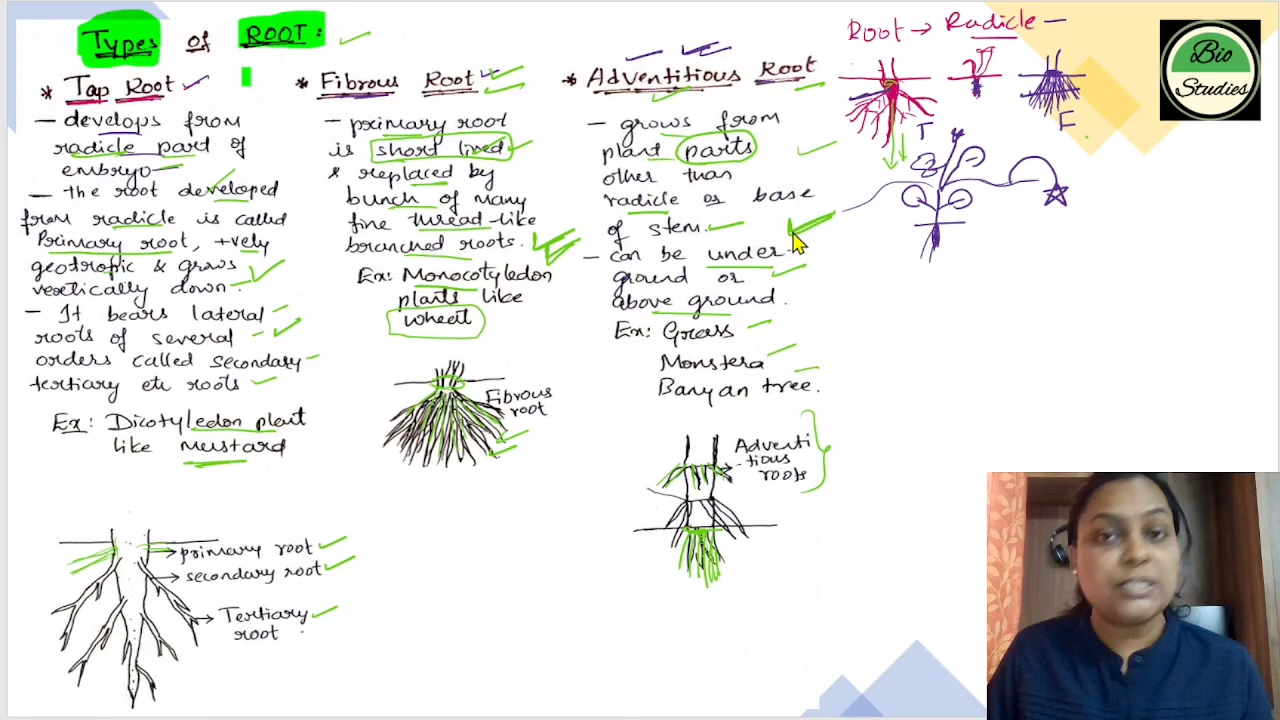 Types of ROOT:
* Tap Root
– develops from
radicle part of
embryo
– The root developed
from radicle is called
Primary root, +vely
geotropic & grows
vertically down.
– It bears lateral
roots of several
orders called secondary
tertiary etc roots
Ex: Dicotyledon plant
like mustard
primary root
secondary root
Tertiary
root
* Fibrous Root
– primary root
is short lived
& replaced by
bunch of many
fine thread-like
branched roots.
Ex: Monocotyledon
plants like
wheat
Fibrous
root
* Adventitious Root
– grows from
plant parts
other than
radicle or base
of stem.
– can be under-
ground or
above ground.
Ex: Grass
Monstera
Banyan tree.
Adventi
-tious
roots
Root → Radicle –
T
F
Bio
Studies